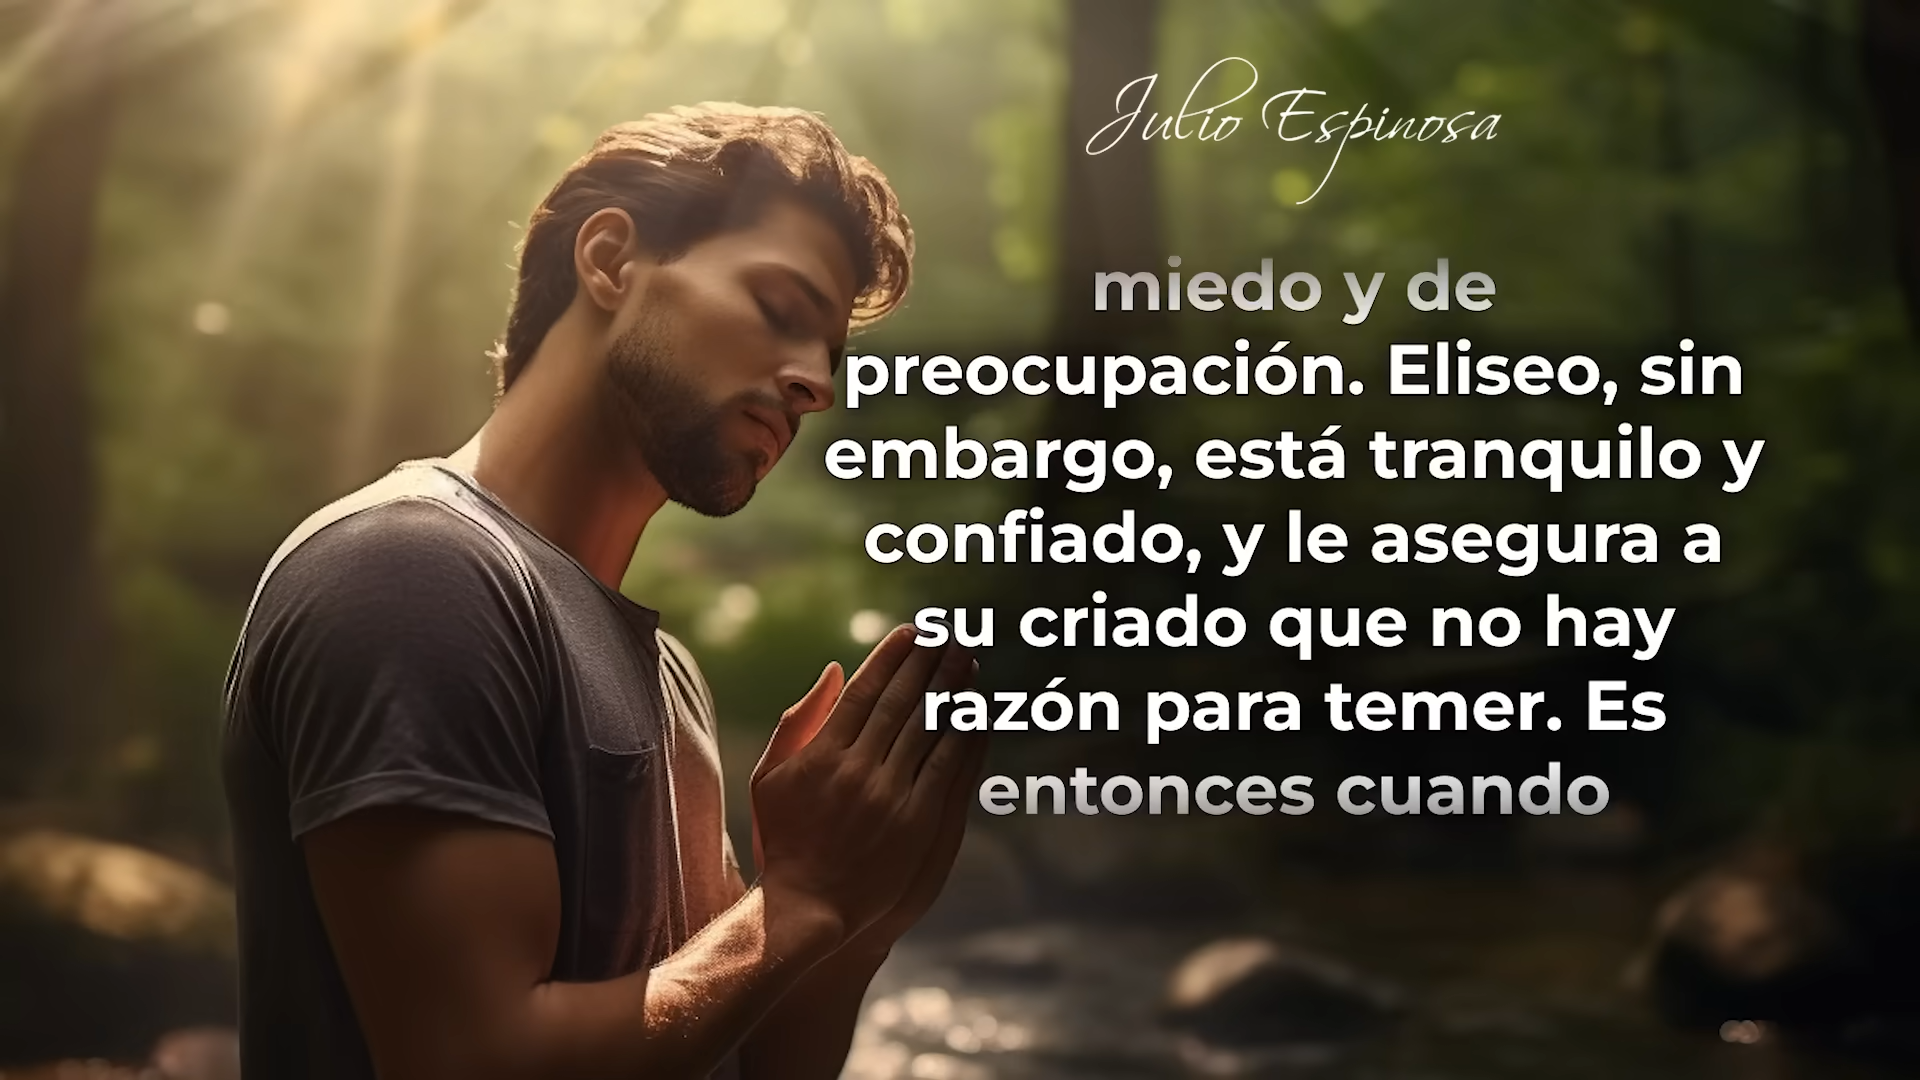 Julio Espinosa
miedo y de
preocupación. Eliseo, sin
embargo, está tranquilo y
confiado, y le asegura a
su criado que no hay
razón para temer. Es
entonces cuando